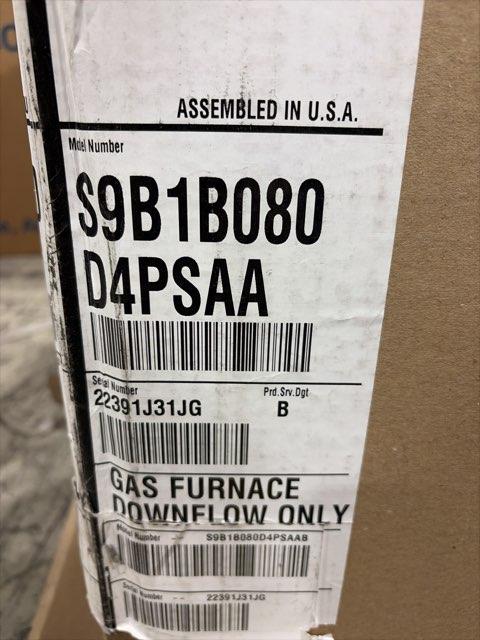 ASSEMBLED IN U.S.A.
Model Number
S9B1B080
D4PSAA
Serial Number
Prd.Srv.Dgt
22391J31JG
B
GAS FURNACE
DOWNFLOW ONLY
Model Number -- S9B1B080D4PSAAB
Serial Number -- 22391J31JG